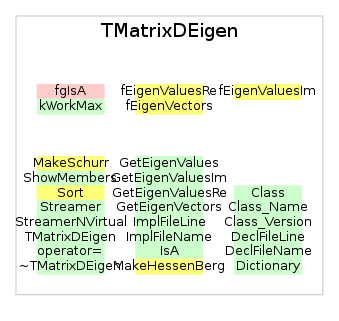 TMatrixDEigen
fgIsA fEigenValuesRe fEigenValuesIm
kWorkMax fEigenVectors
MakeSchurr GetEigenValues
ShowMembers GetEigenValuesIm
Sort GetEigenValuesRe Class
Streamer GetEigenVectors Class_Name
StreamerNVirtual ImplFileLine Class_Version
TMatrixDEigen ImplFileName DeclFileLine
operator= IsA DeclFileName
~TMatrixDEigen MakeHessenBerg Dictionary